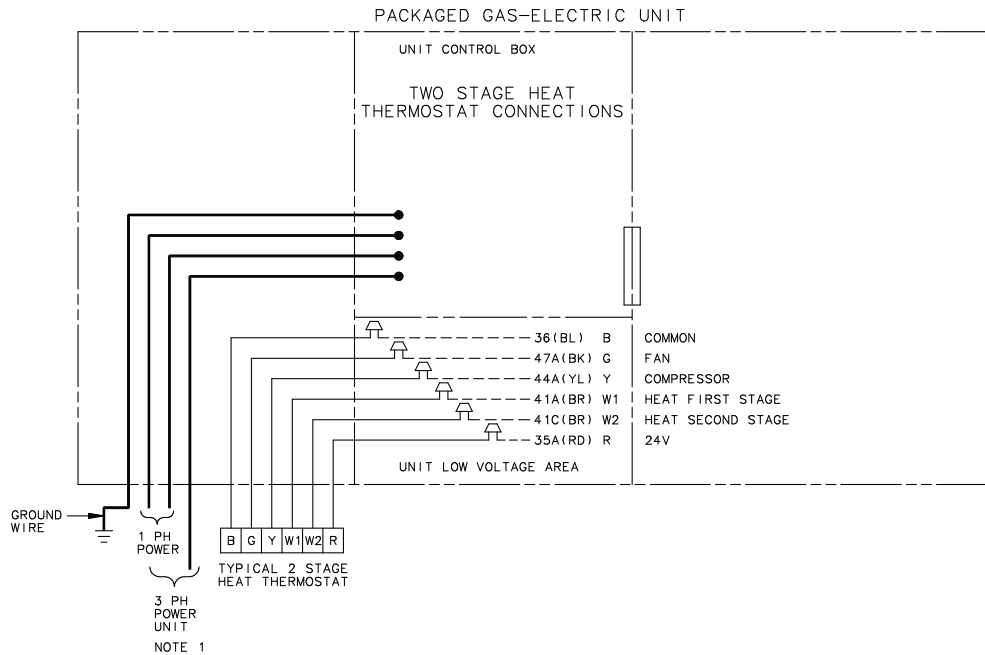 PACKAGED GAS-ELECTRIC UNIT
UNIT CONTROL BOX
TWO STAGE HEAT
THERMOSTAT CONNECTIONS
36(BL) B COMMON
47A(BK) G FAN
44A(YL) Y COMPRESSOR
41A(BR) W1 HEAT FIRST STAGE
41C(BR) W2 HEAT SECOND STAGE
35A(RD) R 24V
UNIT LOW VOLTAGE AREA
GROUND
WIRE
1 PH
POWER
B G Y W1 W2 R
TYPICAL 2 STAGE
HEAT THERMOSTAT
3 PH
POWER
UNIT
NOTE 1